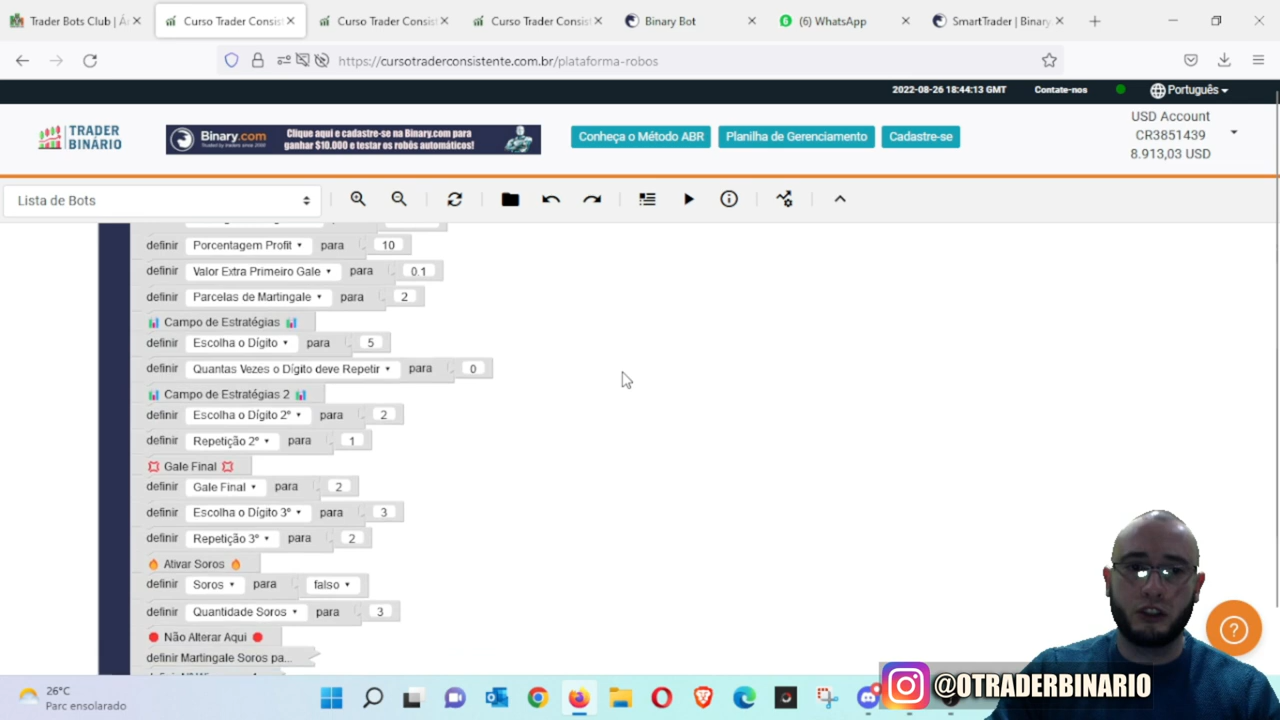 Trader Bots Club | Ár
Curso Trader Consist
Curso Trader Consist
Curso Trader Consist
Binary Bot
(6) WhatsApp
SmartTrader | Binary
https://cursotraderconsistente.com.br/plataforma-robos
2022-08-26 18:44:13 GMT
Contate-nos
Português
TRADER BINÁRIO
Binary.com
Clique aqui e cadastre-se na Binary.com para
ganhar $10.000 e testar os robôs automáticos!
Conheça o Método ABR
Planilha de Gerenciamento
Cadastre-se
USD Account
CR3851439
8.913,03 USD
Lista de Bots
definir Porcentagem Profit para 10
definir Valor Extra Primeiro Gale para 0.1
definir Parcelas de Martingale para 2
Campo de Estratégias
definir Escolha o Dígito para 5
definir Quantas Vezes o Dígito deve Repetir para 0
Campo de Estratégias 2
definir Escolha o Dígito 2º para 2
definir Repetição 2º para 1
Gale Final
definir Gale Final para 2
definir Escolha o Dígito 3º para 3
definir Repetição 3º para 2
Ativar Soros
definir Soros para falso
definir Quantidade Soros para 3
Não Alterar Aqui
definir Martingale Soros pa...
?
@OTRADERBINARIO
26°C
Parc ensolarado